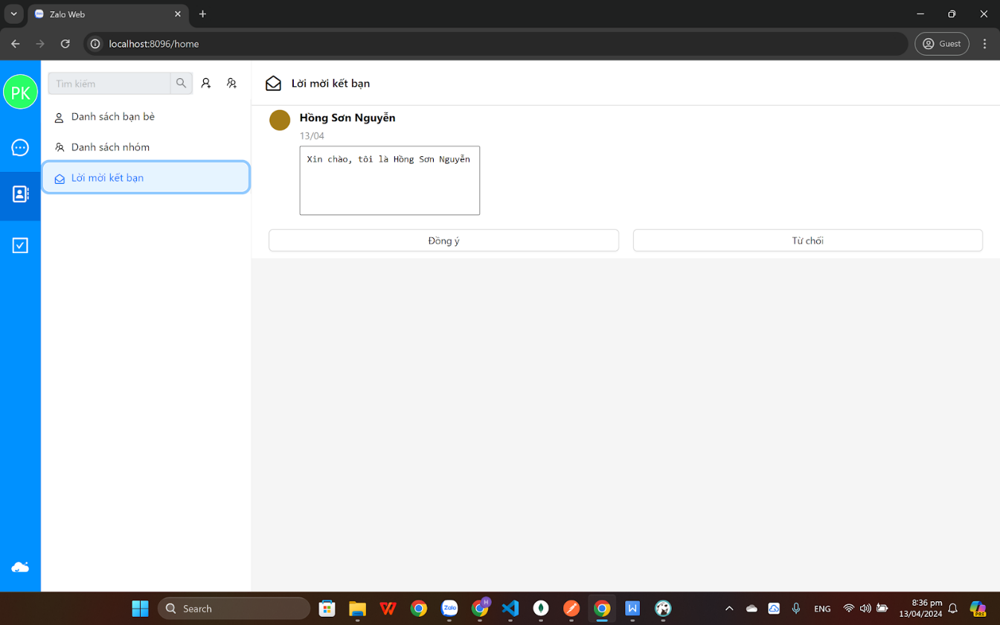 Zalo Web
localhost:8096/home
Guest
PK
Tìm kiếm
Danh sách bạn bè
Danh sách nhóm
Lời mời kết bạn
Lời mời kết bạn
Hồng Sơn Nguyễn
13/04
Xin chào, tôi là Hồng Sơn Nguyễn
Đồng ý
Từ chối
Search
Zalo
H
W
ENG
8:36 pm
13/04/2024
PRE